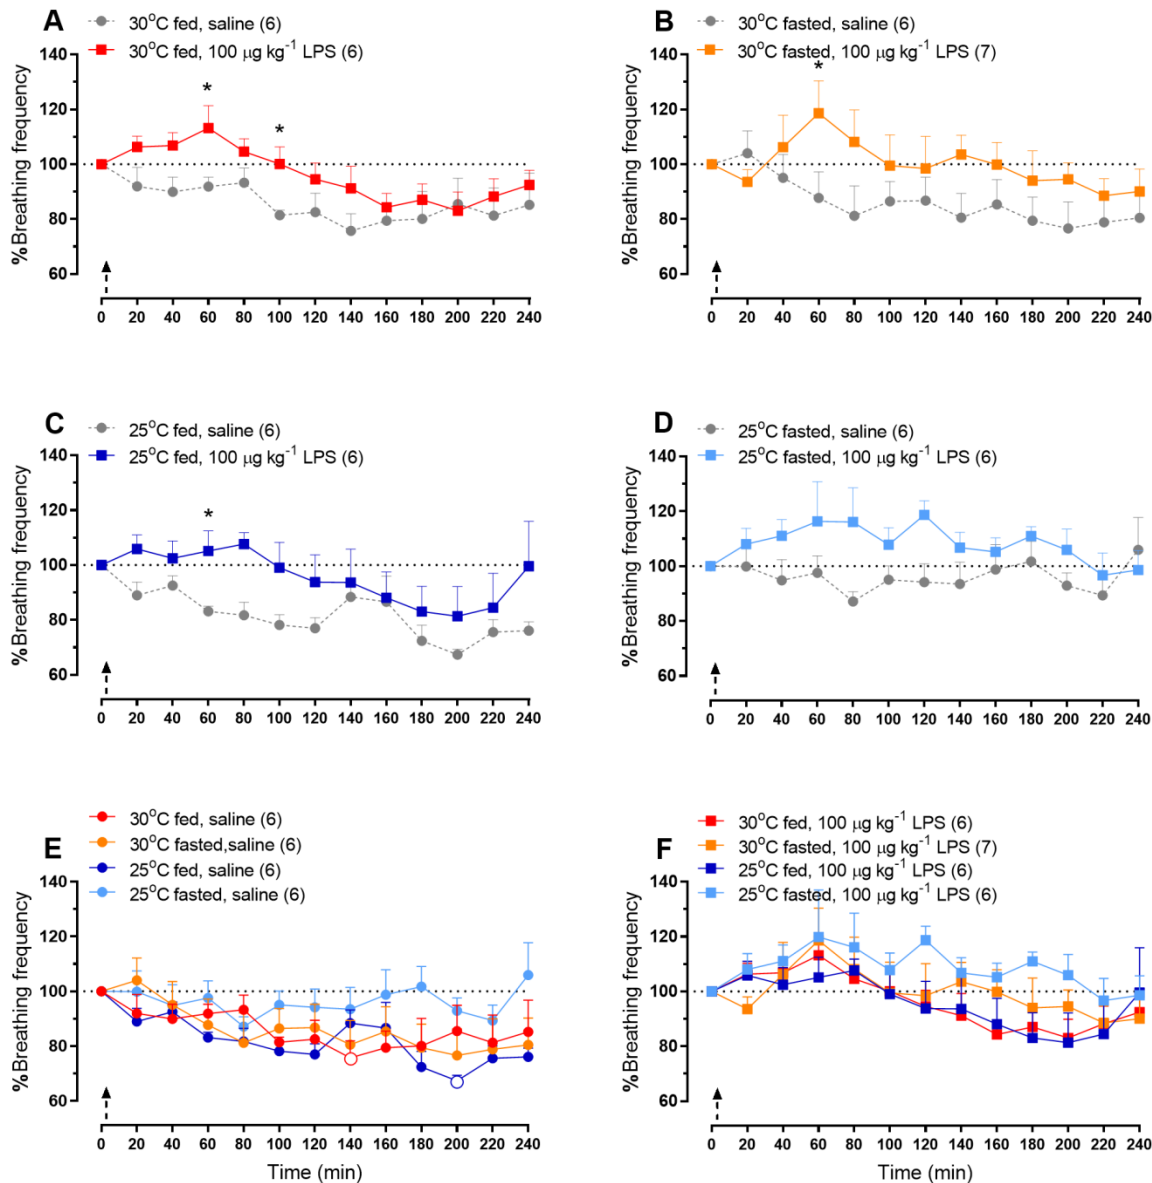 A
30°C fed, saline (6)
30°C fed, 100 µg kg⁻¹ LPS (6)
%Breathing frequency
140
120
100
80
60
*
*
0 20 40 60 80 100 120 140 160 180 200 220 240
B
30°C fasted, saline (6)
30°C fasted, 100 µg kg⁻¹ LPS (7)
%Breathing frequency
140
120
100
80
60
*
0 20 40 60 80 100 120 140 160 180 200 220 240
C
25°C fed, saline (6)
25°C fed, 100 µg kg⁻¹ LPS (6)
%Breathing frequency
140
120
100
80
60
*
0 20 40 60 80 100 120 140 160 180 200 220 240
D
25°C fasted, saline (6)
25°C fasted, 100 µg kg⁻¹ LPS (6)
%Breathing frequency
140
120
100
80
60
0 20 40 60 80 100 120 140 160 180 200 220 240
E
30°C fed, saline (6)
30°C fasted,saline (6)
25°C fed, saline (6)
25°C fasted, saline (6)
%Breathing frequency
140
120
100
80
60
0 20 40 60 80 100 120 140 160 180 200 220 240
Time (min)
F
30°C fed, 100 µg kg⁻¹ LPS (6)
30°C fasted, 100 µg kg⁻¹ LPS (7)
25°C fed, 100 µg kg⁻¹ LPS (6)
25°C fasted, 100 µg kg⁻¹ LPS (6)
%Breathing frequency
140
120
100
80
60
0 20 40 60 80 100 120 140 160 180 200 220 240
Time (min)